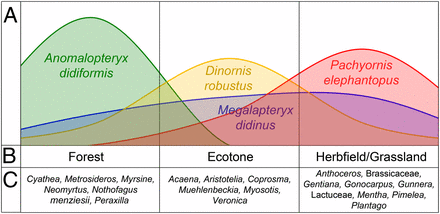 A
Anomalopteryx
didiformis
Dinornis
robustus
Pachyornis
elephantopus
Megalapteryx
didinus
B
Forest
Ecotone
Herbfield/Grassland
C
Cyathea, Metrosideros, Myrsine,
Neomyrtus, Nothofagus
menziesii, Peraxilla
Acaena, Aristotelia, Coprosma,
Muehlenbeckia, Myosotis,
Veronica
Anthoceros, Brassicaceae,
Gentiana, Gonocarpus, Gunnera,
Lactuceae, Mentha, Pimelea,
Plantago